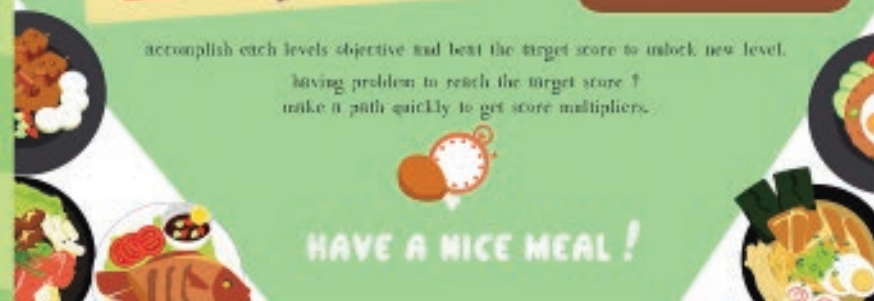 accomplish each levels objective and beat the target score to unlock new level.
having problem to reach the target score ?
make a path quickly to get score multipliers.
HAVE A NICE MEAL !